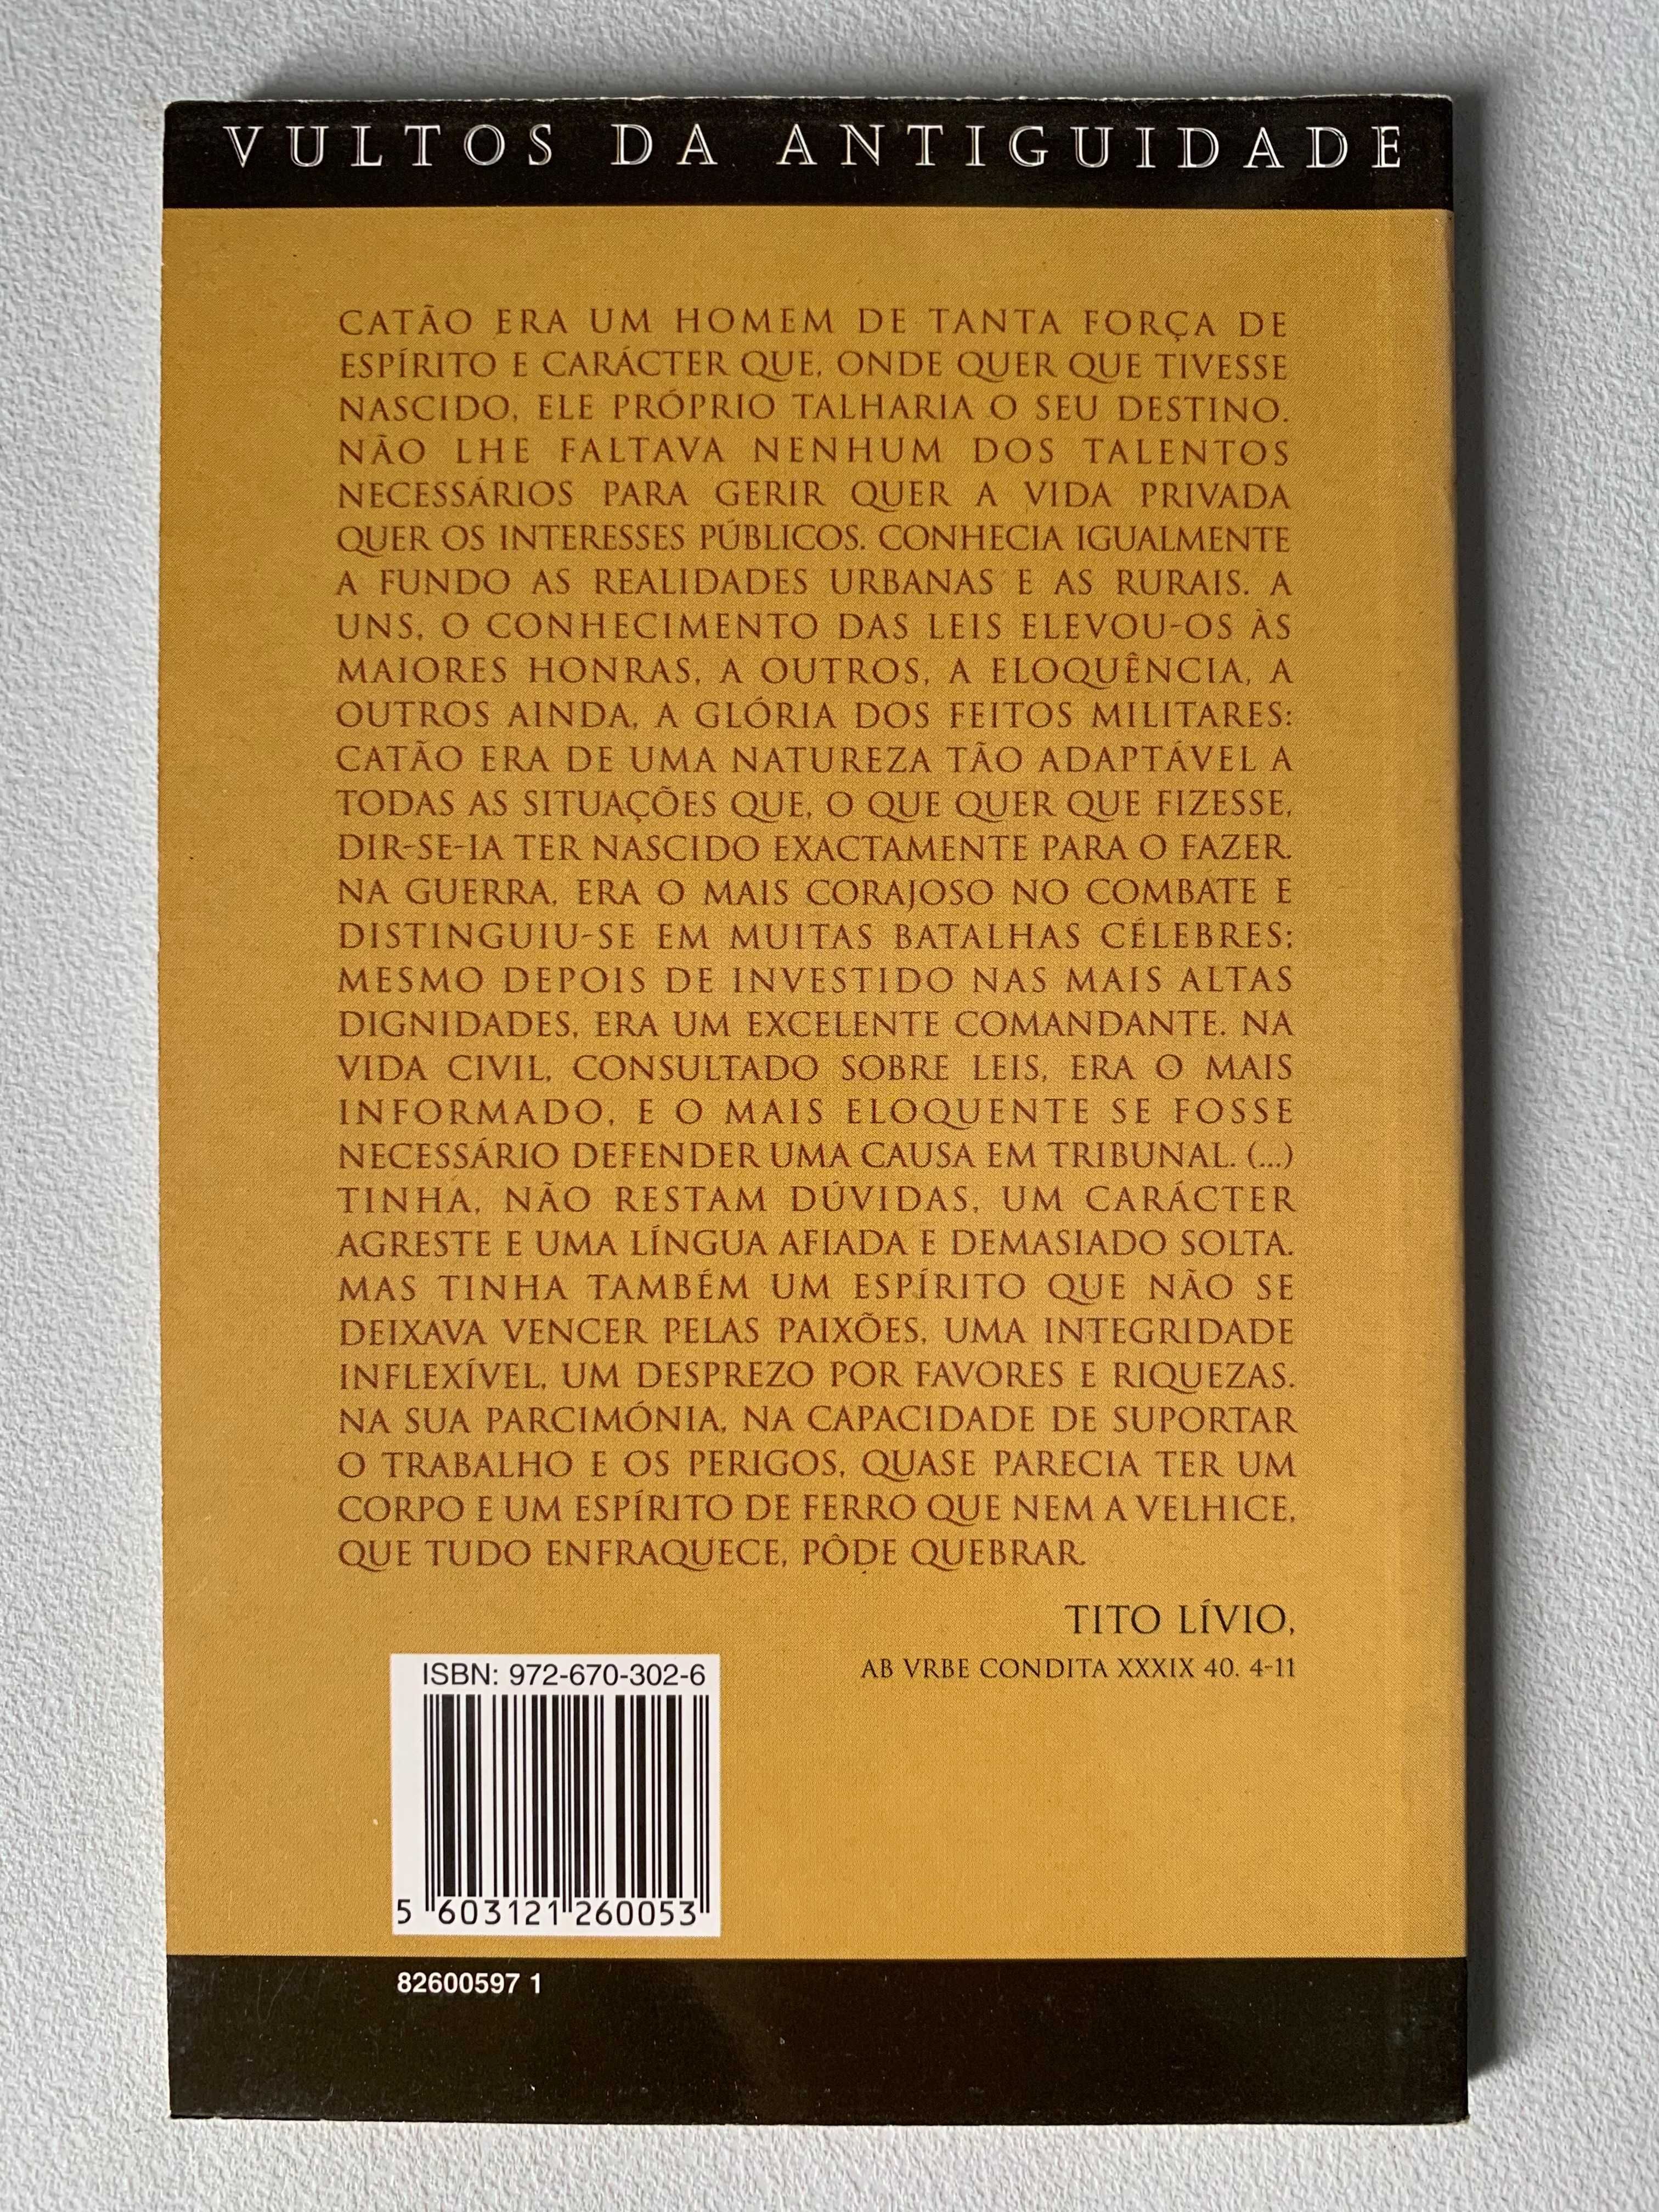 VULTOS DA ANTIGUIDADE
CATÃO ERA UM HOMEM DE TANTA FORÇA DE
ESPÍRITO E CARÁCTER QUE, ONDE QUER QUE TIVESSE
NASCIDO, ELE PRÓPRIO TALHARIA O SEU DESTINO.
NÃO LHE FALTAVA NENHUM DOS TALENTOS
NECESSÁRIOS PARA GERIR QUER A VIDA PRIVADA
QUER OS INTERESSES PÚBLICOS. CONHECIA IGUALMENTE
A FUNDO AS REALIDADES URBANAS E AS RURAIS. A
UNS, O CONHECIMENTO DAS LEIS ELEVOU-OS ÀS
MAIORES HONRAS, A OUTROS, A ELOQUÊNCIA, A
OUTROS AINDA, A GLÓRIA DOS FEITOS MILITARES:
CATÃO ERA DE UMA NATUREZA TÃO ADAPTÁVEL A
TODAS AS SITUAÇÕES QUE, O QUE QUER QUE FIZESSE,
DIR-SE-IA TER NASCIDO EXACTAMENTE PARA O FAZER.
NA GUERRA, ERA O MAIS CORAJOSO NO COMBATE E
DISTINGUIU-SE EM MUITAS BATALHAS CÉLEBRES;
MESMO DEPOIS DE INVESTIDO NAS MAIS ALTAS
DIGNIDADES, ERA UM EXCELENTE COMANDANTE. NA
VIDA CIVIL, CONSULTADO SOBRE LEIS, ERA O MAIS
INFORMADO, E O MAIS ELOQUENTE SE FOSSE
NECESSÁRIO DEFENDER UMA CAUSA EM TRIBUNAL. (...)
TINHA, NÃO RESTAM DÚVIDAS, UM CARÁCTER
AGRESTE E UMA LÍNGUA AFIADA E DEMASIADO SOLTA.
MAS TINHA TAMBÉM UM ESPÍRITO QUE NÃO SE
DEIXAVA VENCER PELAS PAIXÕES, UMA INTEGRIDADE
INFLEXÍVEL, UM DESPREZO POR FAVORES E RIQUEZAS.
NA SUA PARCIMÓNIA, NA CAPACIDADE DE SUPORTAR
O TRABALHO E OS PERIGOS, QUASE PARECIA TER UM
CORPO E UM ESPÍRITO DE FERRO QUE NEM A VELHICE,
QUE TUDO ENFRAQUECE, PÔDE QUEBRAR.
TITO LÍVIO,
AB VRBE CONDITA XXXIX 40. 4-11
ISBN: 972-670-302-6
5 603121 260053
82600597 1